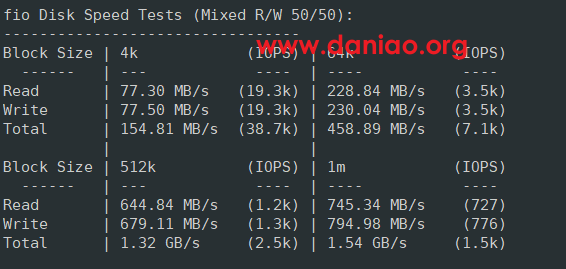 fio Disk Speed Tests (Mixed R/W 50/50):
---------------------------------
www.daniao.org
Block Size | 4k            (IOPS) | 64k           (IOPS)
  ------   | ---            ----  | ----           ----
Read       | 77.30 MB/s   (19.3k) | 228.84 MB/s   (3.5k)
Write      | 77.50 MB/s   (19.3k) | 230.04 MB/s   (3.5k)
Total      | 154.81 MB/s  (38.7k) | 458.89 MB/s   (7.1k)
           |                      |
Block Size | 512k          (IOPS) | 1m            (IOPS)
  ------   | ---            ----  | ----           ----
Read       | 644.84 MB/s   (1.2k) | 745.34 MB/s    (727)
Write      | 679.11 MB/s   (1.3k) | 794.98 MB/s    (776)
Total      | 1.32 GB/s     (2.5k) | 1.54 GB/s     (1.5k)